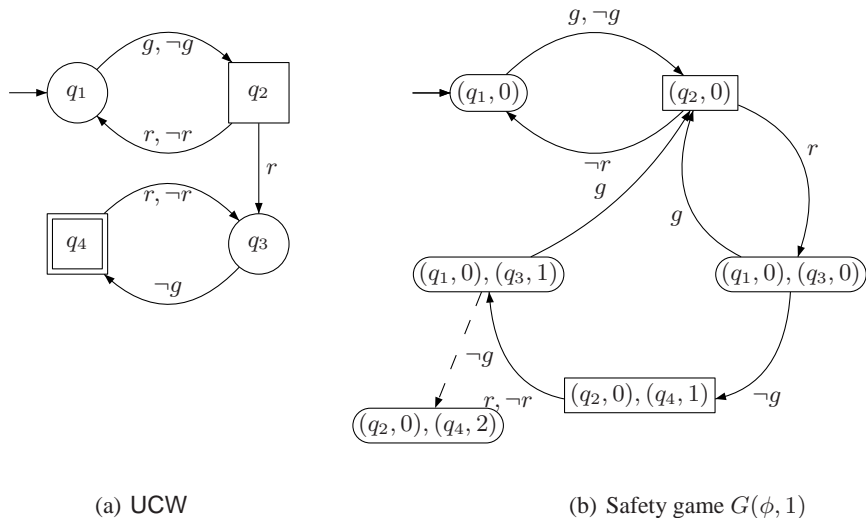 g, ¬g
q₁
q₂
r, ¬r
r
r, ¬r
q₄
q₃
¬g
(a) UCW
g, ¬g
(q₁, 0)
(q₂, 0)
¬r
r
g
g
(q₁, 0), (q₃, 1)
(q₁, 0), (q₃, 0)
¬g
¬g
(q₂, 0), (q₄, 1)
r, ¬r
(q₂, 0), (q₄, 2)
(b) Safety game G(ϕ, 1)